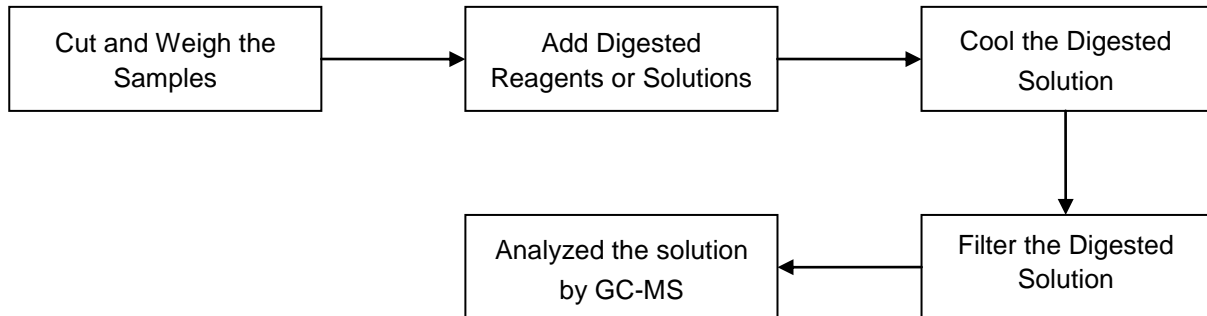 Cut and Weigh the
Samples
Add Digested
Reagents or Solutions
Cool the Digested
Solution
Filter the Digested
Solution
Analyzed the solution
by GC-MS